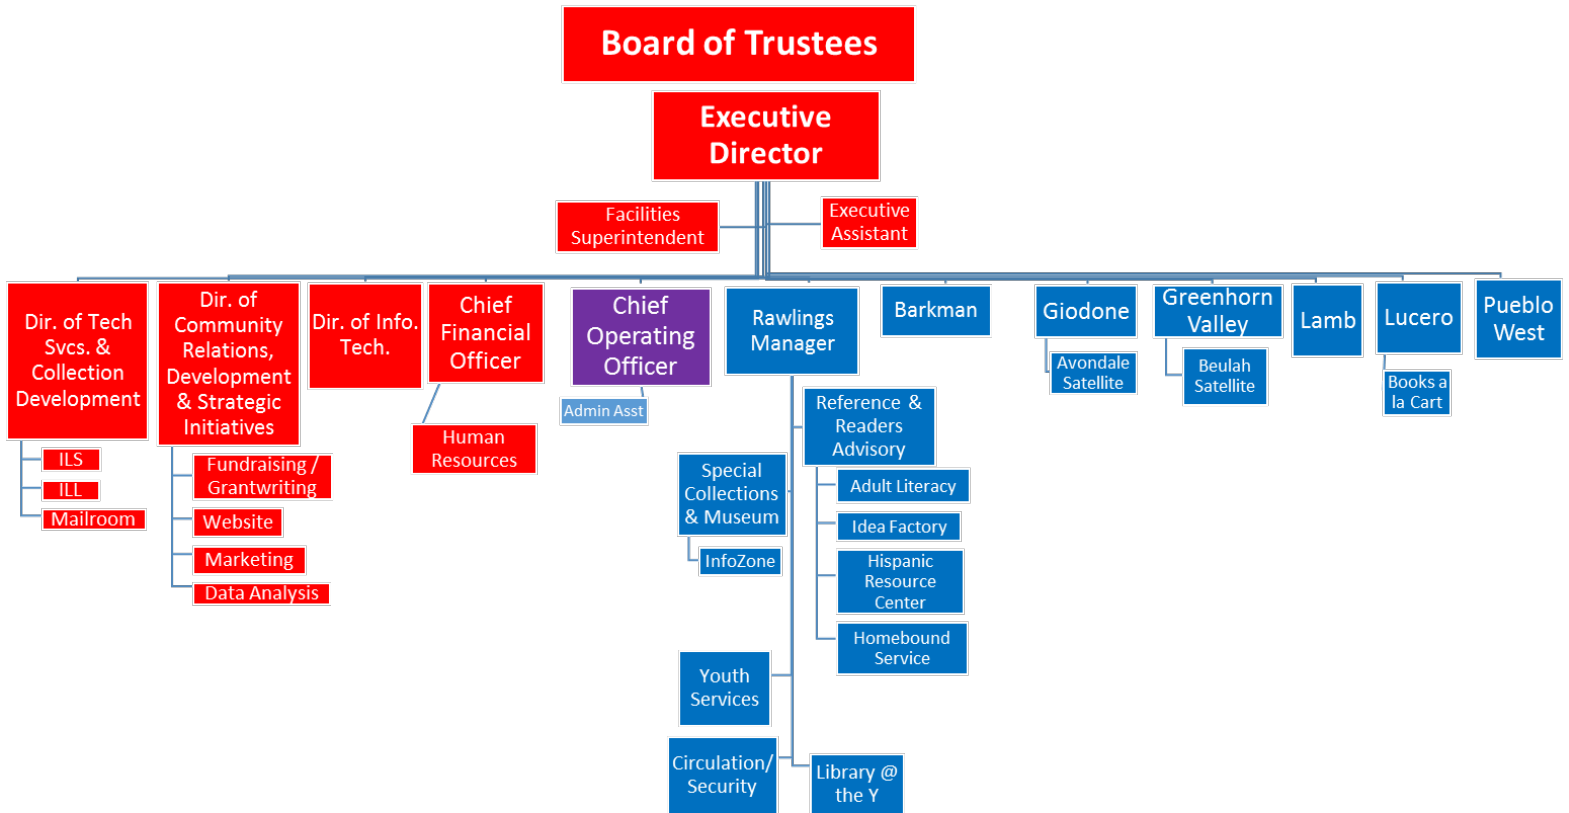 Board of Trustees
Executive
Director
Facilities
Superintendent
Executive
Assistant
Dir. of Tech
Svcs. &
Collection
Development
ILS
ILL
Mailroom
Dir. of
Community
Relations,
Development
& Strategic
Initiatives
Fundraising /
Grantwriting
Website
Marketing
Data Analysis
Dir. of Info.
Tech.
Chief
Financial
Officer
Human
Resources
Chief
Operating
Officer
Admin Asst
Rawlings
Manager
Reference &
Readers
Advisory
Adult Literacy
Idea Factory
Hispanic
Resource
Center
Homebound
Service
Special
Collections
& Museum
InfoZone
Youth
Services
Circulation/
Security
Library @
the Y
Barkman
Giodone
Avondale
Satellite
Greenhorn
Valley
Beulah
Satellite
Lamb
Lucero
Books a
la Cart
Pueblo
West